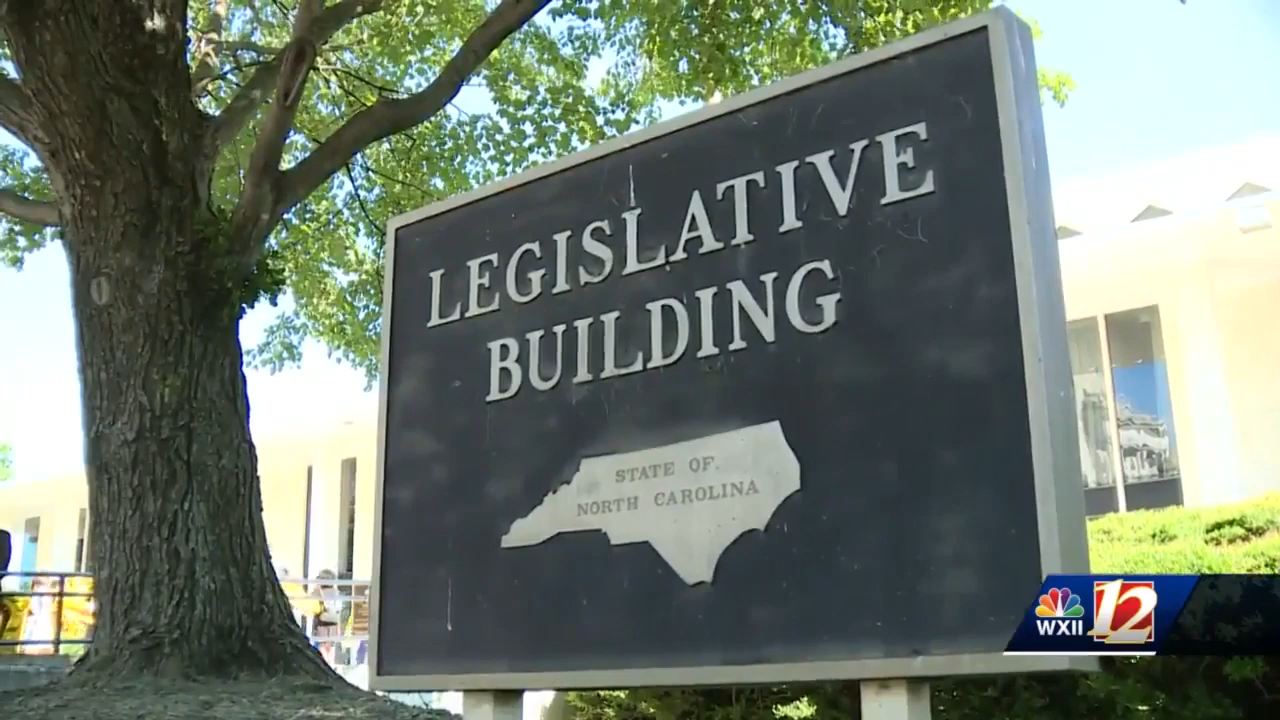 LEGISLATIVE
BUILDING
STATE OF
NORTH CAROLINA
WXII 12